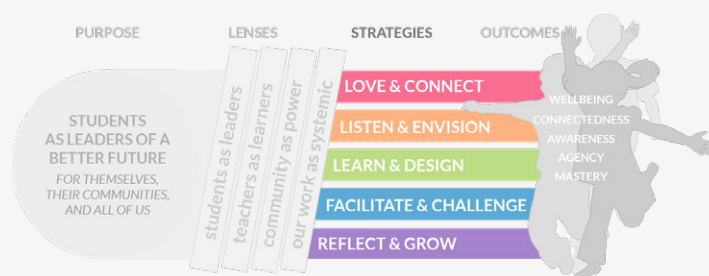 PURPOSE
LENSES
STRATEGIES
OUTCOMES
STUDENTS
AS LEADERS OF A
BETTER FUTURE
FOR THEMSELVES,
THEIR COMMUNITIES,
AND ALL OF US
students as leaders
teachers as learners
community as power
our work as systemic
LOVE & CONNECT
LISTEN & ENVISION
LEARN & DESIGN
FACILITATE & CHALLENGE
REFLECT & GROW
WELLBEING
CONNECTEDNESS
AWARENESS
AGENCY
MASTERY